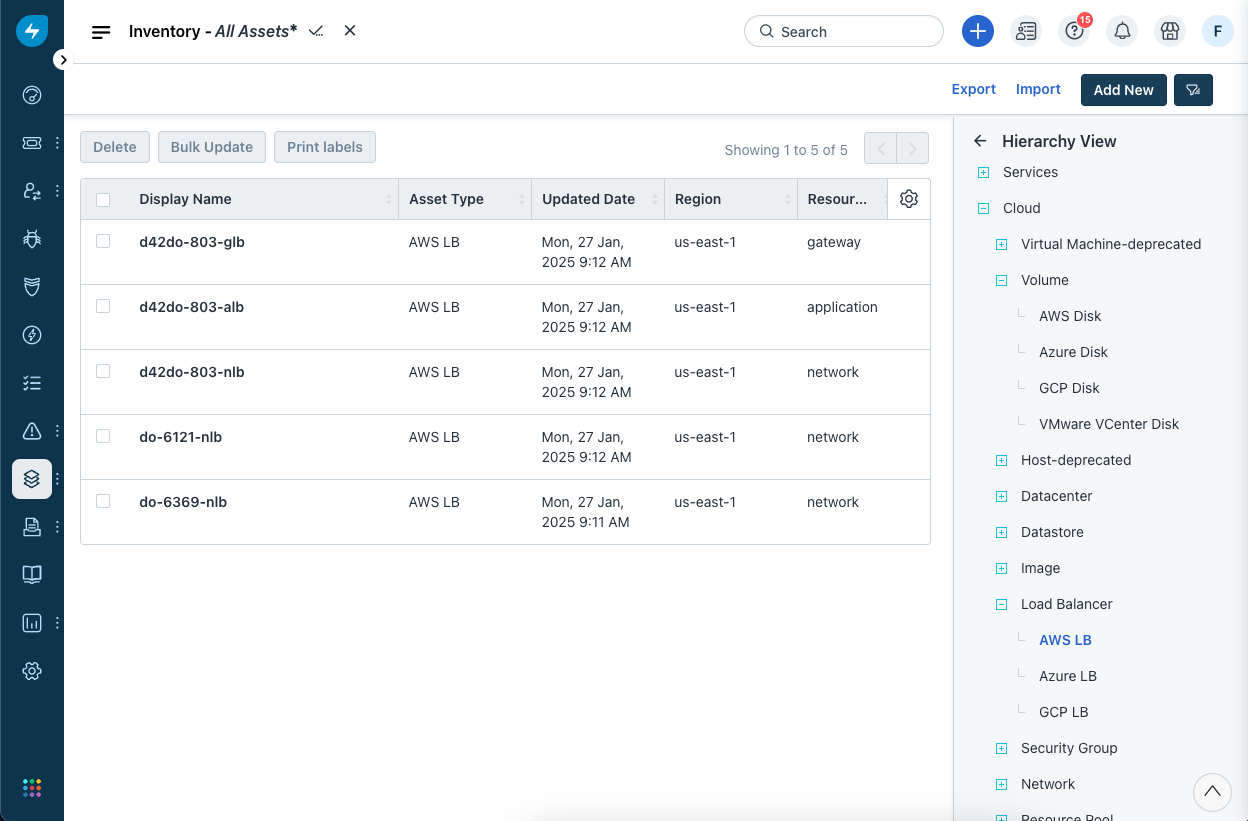 Inventory - All Assets*
Search
15
F
Export
Import
Add New
Delete
Bulk Update
Print labels
Showing 1 to 5 of 5
Display Name
Asset Type
Updated Date
Region
Resour...
d42do-803-glb
AWS LB
Mon, 27 Jan,
2025 9:12 AM
us-east-1
gateway
d42do-803-alb
AWS LB
Mon, 27 Jan,
2025 9:12 AM
us-east-1
application
d42do-803-nlb
AWS LB
Mon, 27 Jan,
2025 9:12 AM
us-east-1
network
do-6121-nlb
AWS LB
Mon, 27 Jan,
2025 9:12 AM
us-east-1
network
do-6369-nlb
AWS LB
Mon, 27 Jan,
2025 9:11 AM
us-east-1
network
Hierarchy View
Services
Cloud
Virtual Machine-deprecated
Volume
AWS Disk
Azure Disk
GCP Disk
VMware VCenter Disk
Host-deprecated
Datacenter
Datastore
Image
Load Balancer
AWS LB
Azure LB
GCP LB
Security Group
Network
Resource Pool